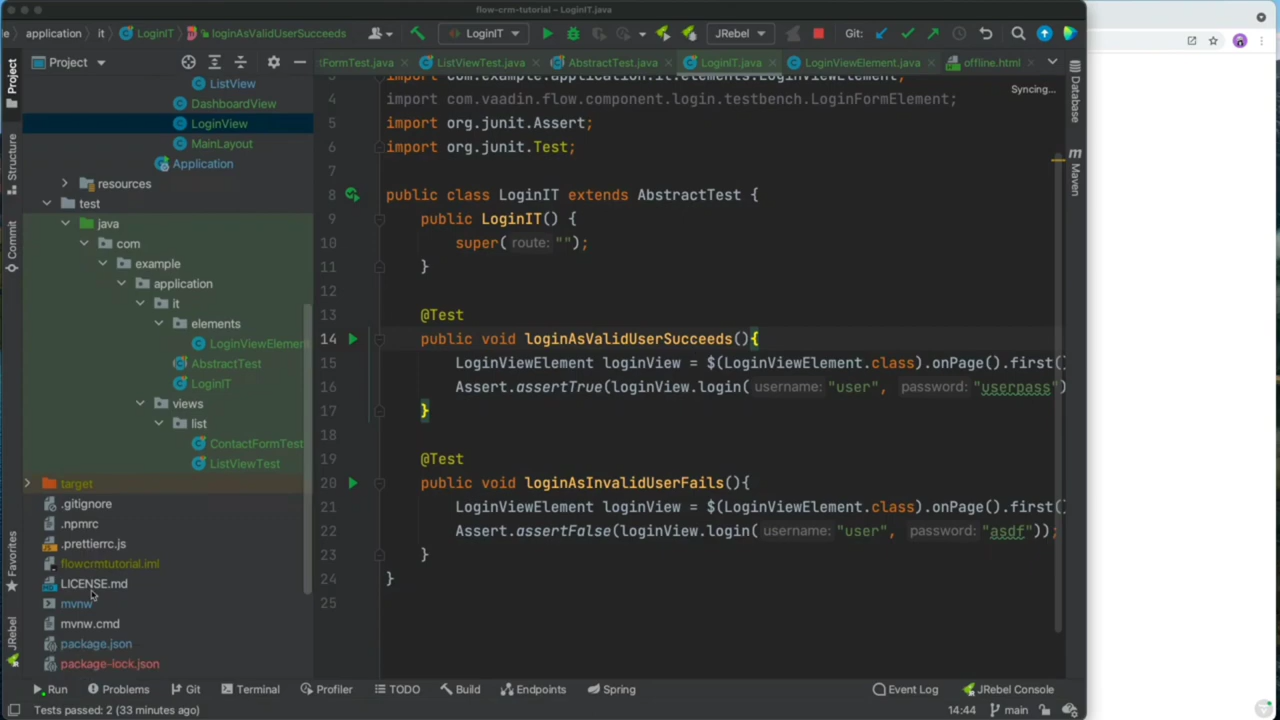 flow-crm-tutorial – LoginIT.java
application
it
LoginIT
loginAsValidUserSucceeds
LoginIT
JRebel
Git:
Project
FormTest.java
ListViewTest.java
AbstractTest.java
LoginIT.java
LoginViewElement.java
offline.html
Project
Structure
Commit
Favorites
JRebel
ListView
DashboardView
LoginView
MainLayout
Application
resources
test
java
com
example
application
it
elements
LoginViewElemen
AbstractTest
LoginIT
views
list
ContactFormTest
ListViewTest
target
.gitignore
.npmrc
.prettierrc.js
flowcrmtutorial.iml
LICENSE.md
mvnw
mvnw.cmd
package.json
package-lock.json
Syncing...
import com.example.application.it.elements.LoginViewElement;
4 import com.vaadin.flow.component.login.testbench.LoginFormElement;
5 import org.junit.Assert;
6 import org.junit.Test;
7
8 public class LoginIT extends AbstractTest {
9 public LoginIT() {
10 super( route: "");
11 }
12
13 @Test
14 public void loginAsValidUserSucceeds(){
15 LoginViewElement loginView = $(LoginViewElement.class).onPage().first()
16 Assert.assertTrue(loginView.login( username: "user", password: "userpass")
17 }
18
19 @Test
20 public void loginAsInvalidUserFails(){
21 LoginViewElement loginView = $(LoginViewElement.class).onPage().first()
22 Assert.assertFalse(loginView.login( username: "user", password: "asdf"));
23 }
24 }
25
Database
Maven
Run
Problems
Git
Terminal
Profiler
TODO
Build
Endpoints
Spring
Event Log
JRebel Console
Tests passed: 2 (33 minutes ago)
14:44
main